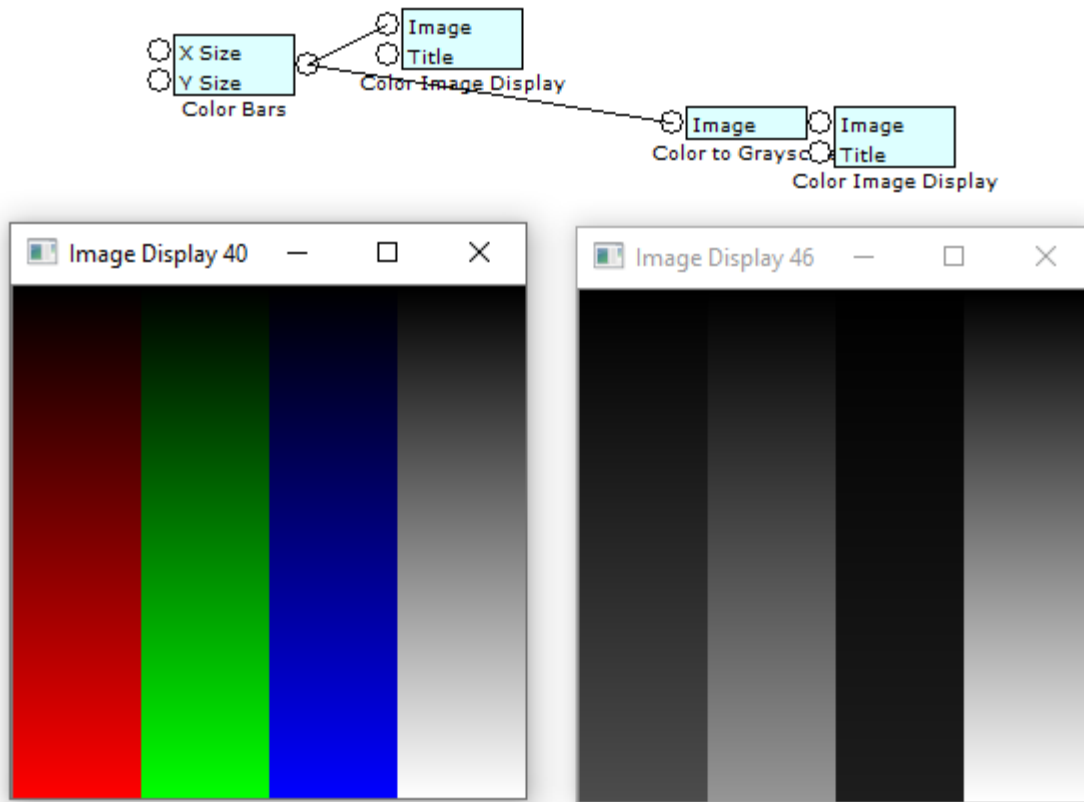 Image
X Size
Title
Y Size
Color Image Display
Color Bars
Image
Image
Color to Graysc
Title
Color Image Display
Image Display 40
Image Display 46